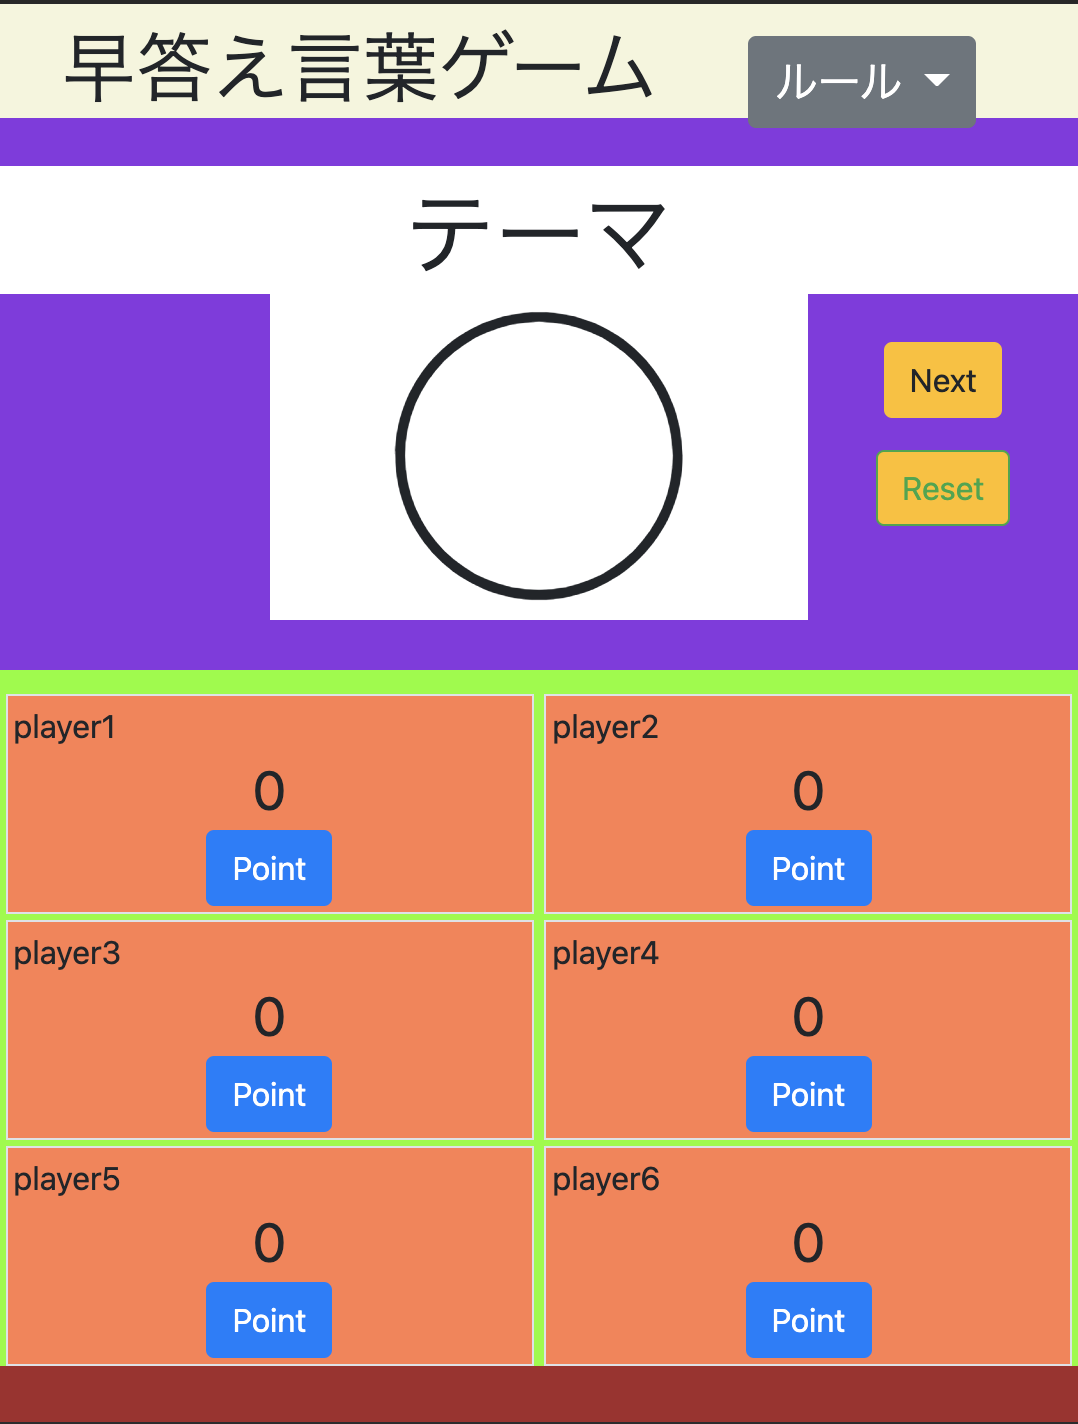 早答え言葉ゲーム
ルール
テーマ
Next
Reset
player1
0
Point
player2
0
Point
player3
0
Point
player4
0
Point
player5
0
Point
player6
0
Point